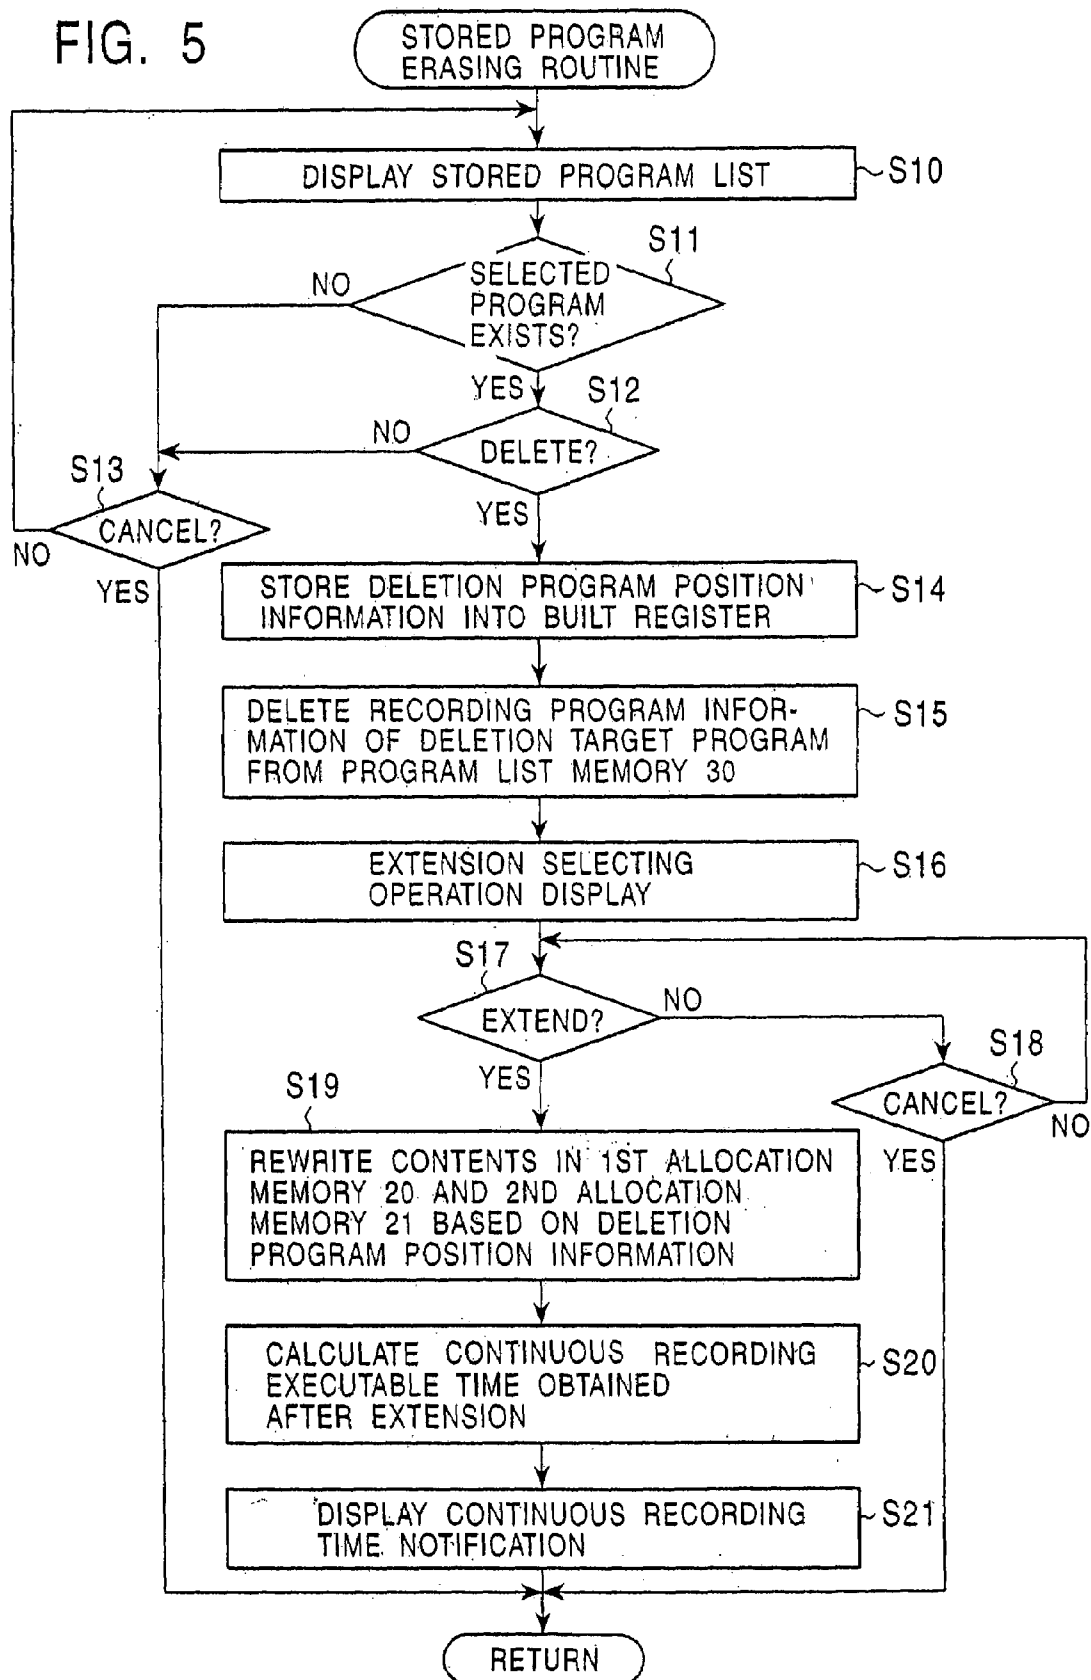 FIG. 5
STORED PROGRAM
ERASING ROUTINE
DISPLAY STORED PROGRAM LIST
S10
S11
SELECTED
PROGRAM
EXISTS?
NO
YES
S12
DELETE?
NO
YES
S13
CANCEL?
NO
YES
STORE DELETION PROGRAM POSITION
INFORMATION INTO BUILT REGISTER
S14
DELETE RECORDING PROGRAM INFOR-
MATION OF DELETION TARGET PROGRAM
FROM PROGRAM LIST MEMORY 30
S15
EXTENSION SELECTING
OPERATION DISPLAY
S16
S17
EXTEND?
NO
YES
S18
CANCEL?
NO
YES
S19
REWRITE CONTENTS IN 1ST ALLOCATION
MEMORY 20 AND 2ND ALLOCATION
MEMORY 21 BASED ON DELETION
PROGRAM POSITION INFORMATION
CALCULATE CONTINUOUS RECORDING
EXECUTABLE TIME OBTAINED
AFTER EXTENSION
S20
DISPLAY CONTINUOUS RECORDING
TIME NOTIFICATION
S21
RETURN